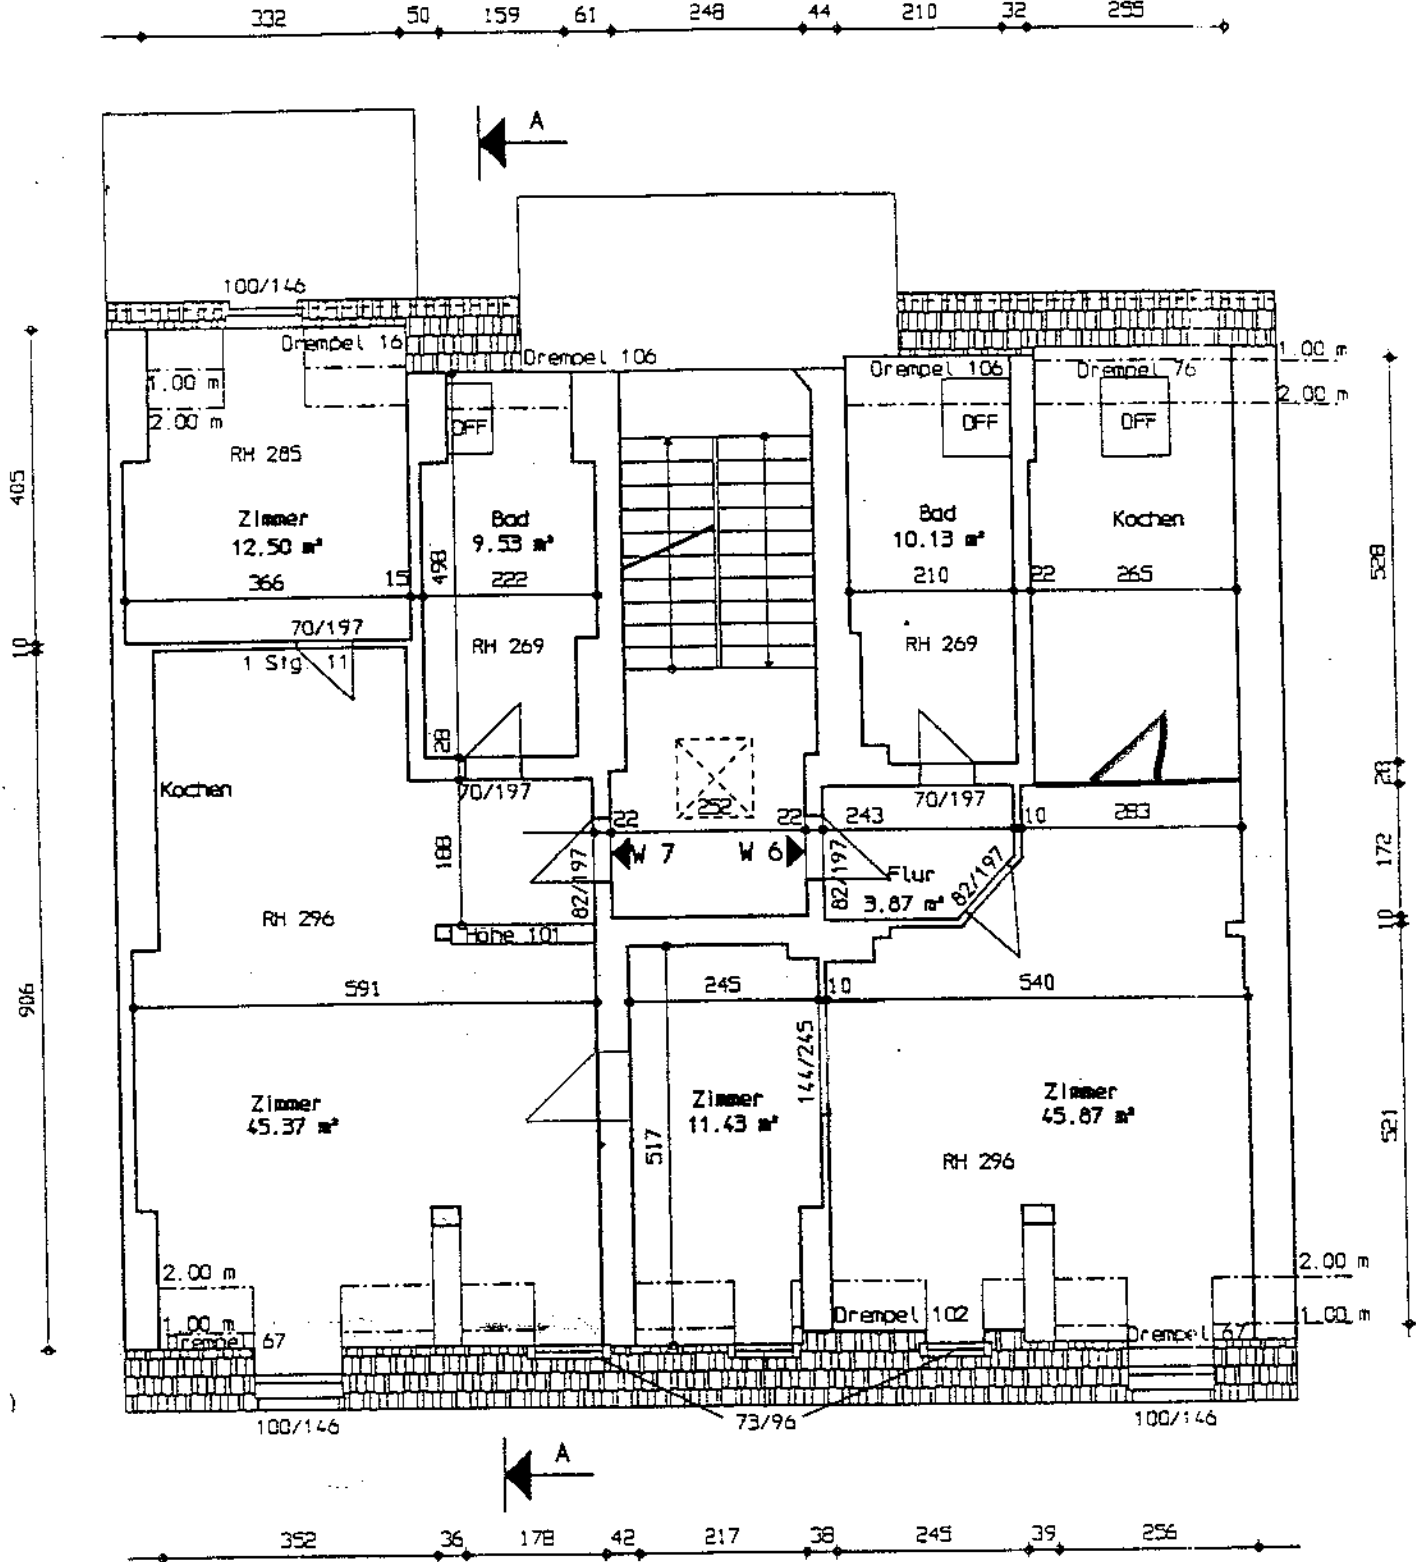 332 50 159 61 248 44 210 32 255
A
100/146
Drempel 16
Drempel 106
Drempel 106
Drempel 76
1.00 m
2.00 m
1.00 m
2.00 m
DFF
DFF
DFF
RH 285
405
Zimmer
12.50 m²
Bad
9.53 m²
Bad
10.13 m²
Kochen
498
528
366 15 222 210 22 265
70/197
10
1 Stg. 11
RH 269
RH 269
28
28
Kochen
70/197
70/197
22 252 22 243 10 283
188
W 7
W 6
82/197
82/197
82/197
172
Flur
3.87 m²
RH 296
Höhe 101
10
906
591 245 10 540
144/245
Zimmer
45.37 m²
Zimmer
11.43 m²
Zimmer
45.87 m²
517
521
RH 296
2.00 m
2.00 m
1.00 m
1.00 m
Drempel 67
Drempel 102
Drempel 67
100/146
73/96
100/146
A
352 36 178 42 217 38 245 39 256